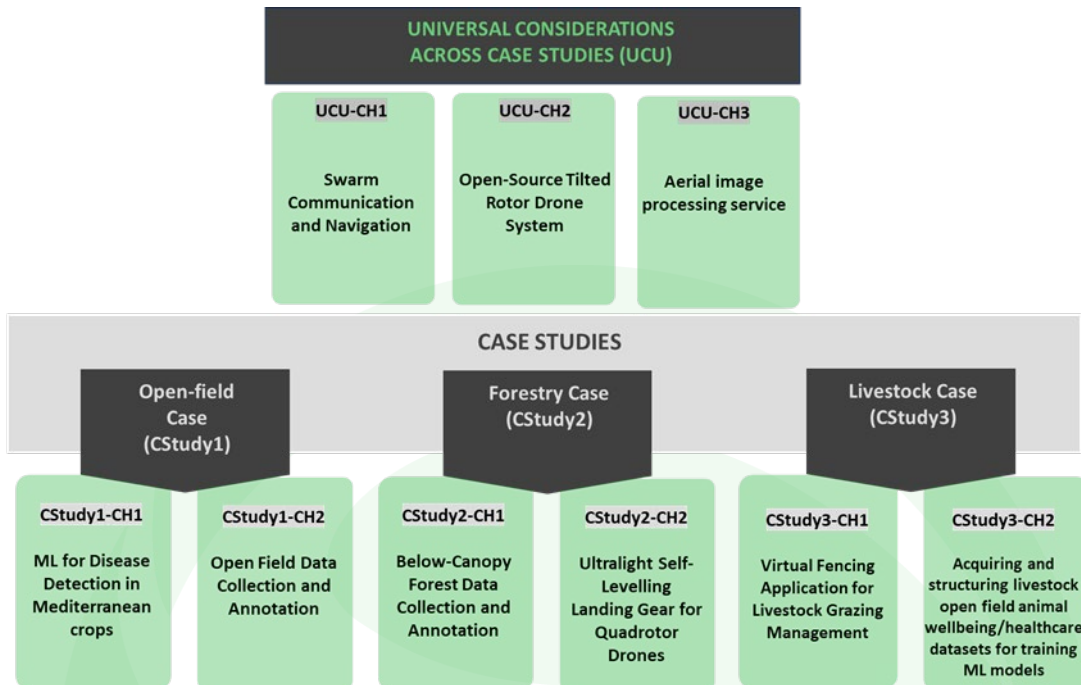 UNIVERSAL CONSIDERATIONS
ACROSS CASE STUDIES (UCU)
UCU-CH1
Swarm
Communication
and Navigation
UCU-CH2
Open-Source Tilted
Rotor Drone
System
UCU-CH3
Aerial image
processing service
CASE STUDIES
Open-field
Case
(CStudy1)
Forestry Case
(CStudy2)
Livestock Case
(CStudy3)
CStudy1-CH1
ML for Disease
Detection in
Mediterranean
crops
CStudy1-CH2
Open Field Data
Collection and
Annotation
CStudy2-CH1
Below-Canopy
Forest Data
Collection and
Annotation
CStudy2-CH2
Ultralight Self-
Levelling
Landing Gear for
Quadrotor
Drones
CStudy3-CH1
Virtual Fencing
Application for
Livestock Grazing
Management
CStudy3-CH2
Acquiring and
structuring livestock
open field animal
wellbeing/healthcare
datasets for training
ML models